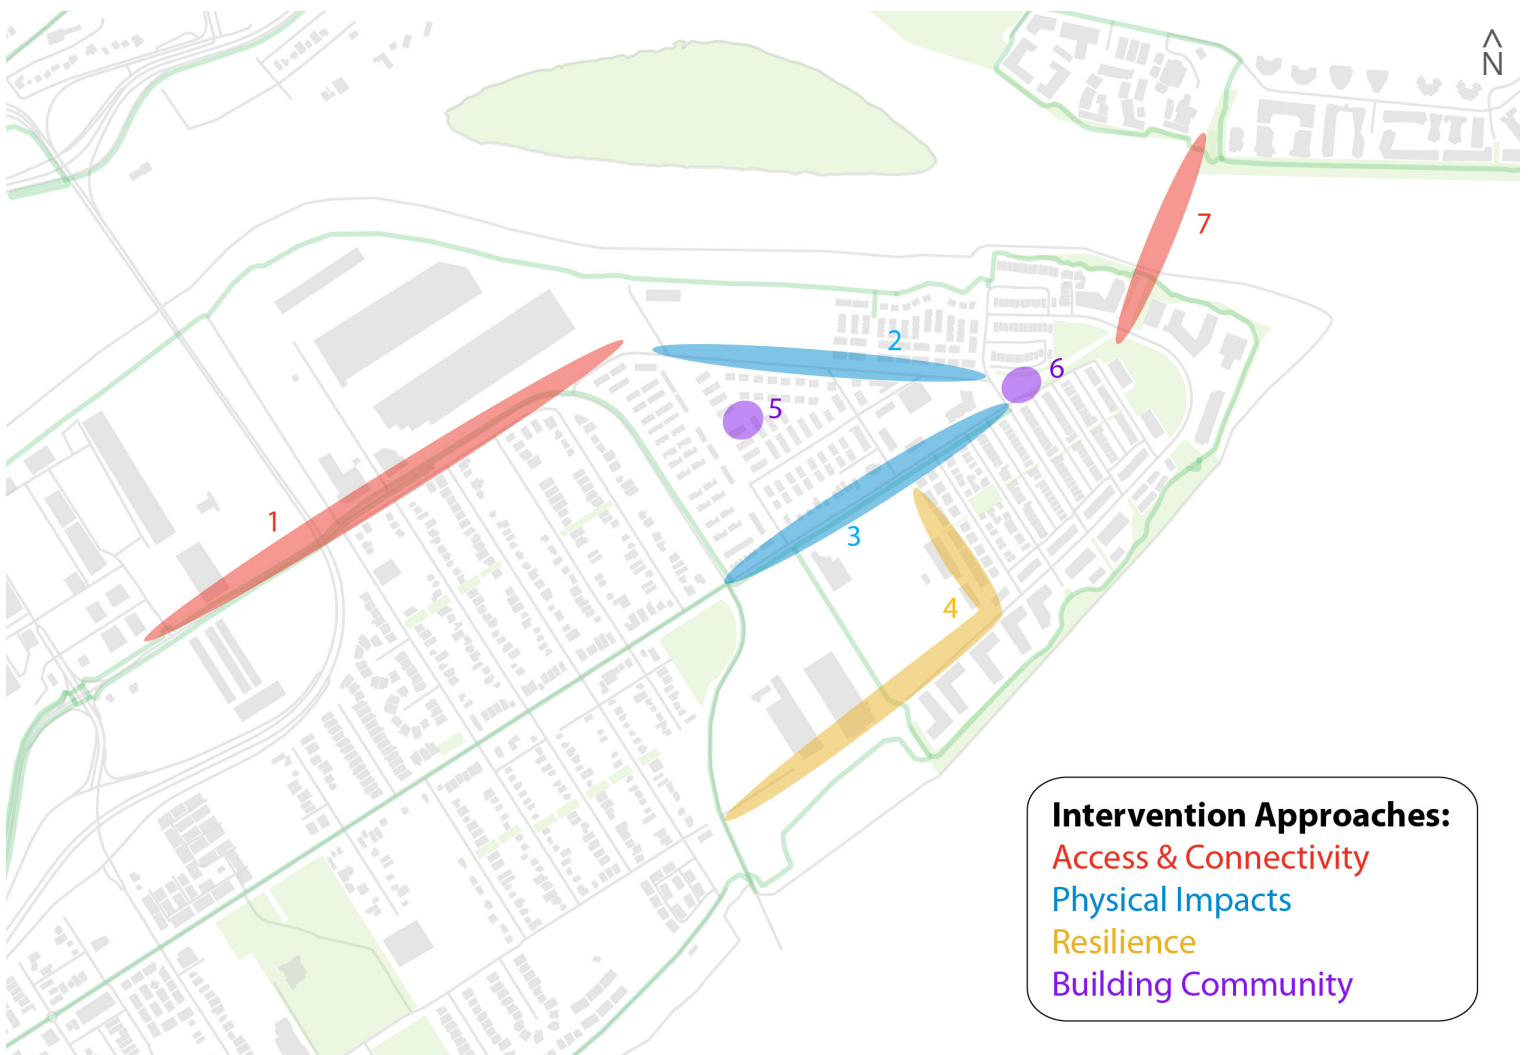 ^
N
7
2
6
5
1
3
4
Intervention Approaches:
Access & Connectivity
Physical Impacts
Resilience
Building Community